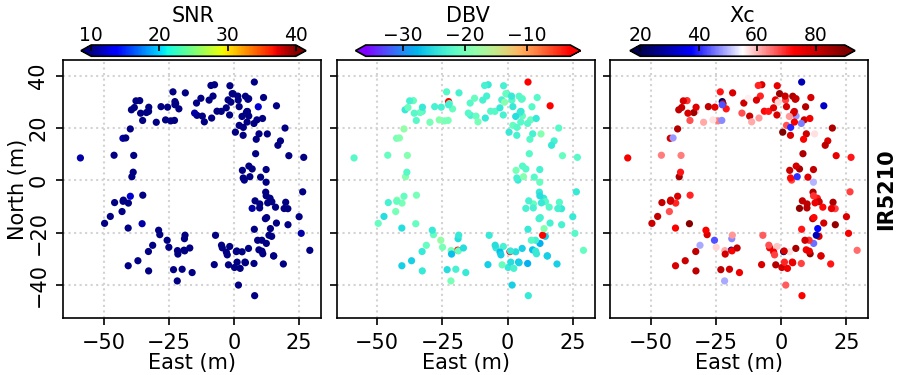 SNR DBV Xc
10 20 30 40 −30 −20 −10 20 40 60 80
North (m)
40
20
0
−20
−40
−50 −25 0 25 −50 −25 0 25 −50 −25 0 25
East (m) East (m) East (m)
IR5210